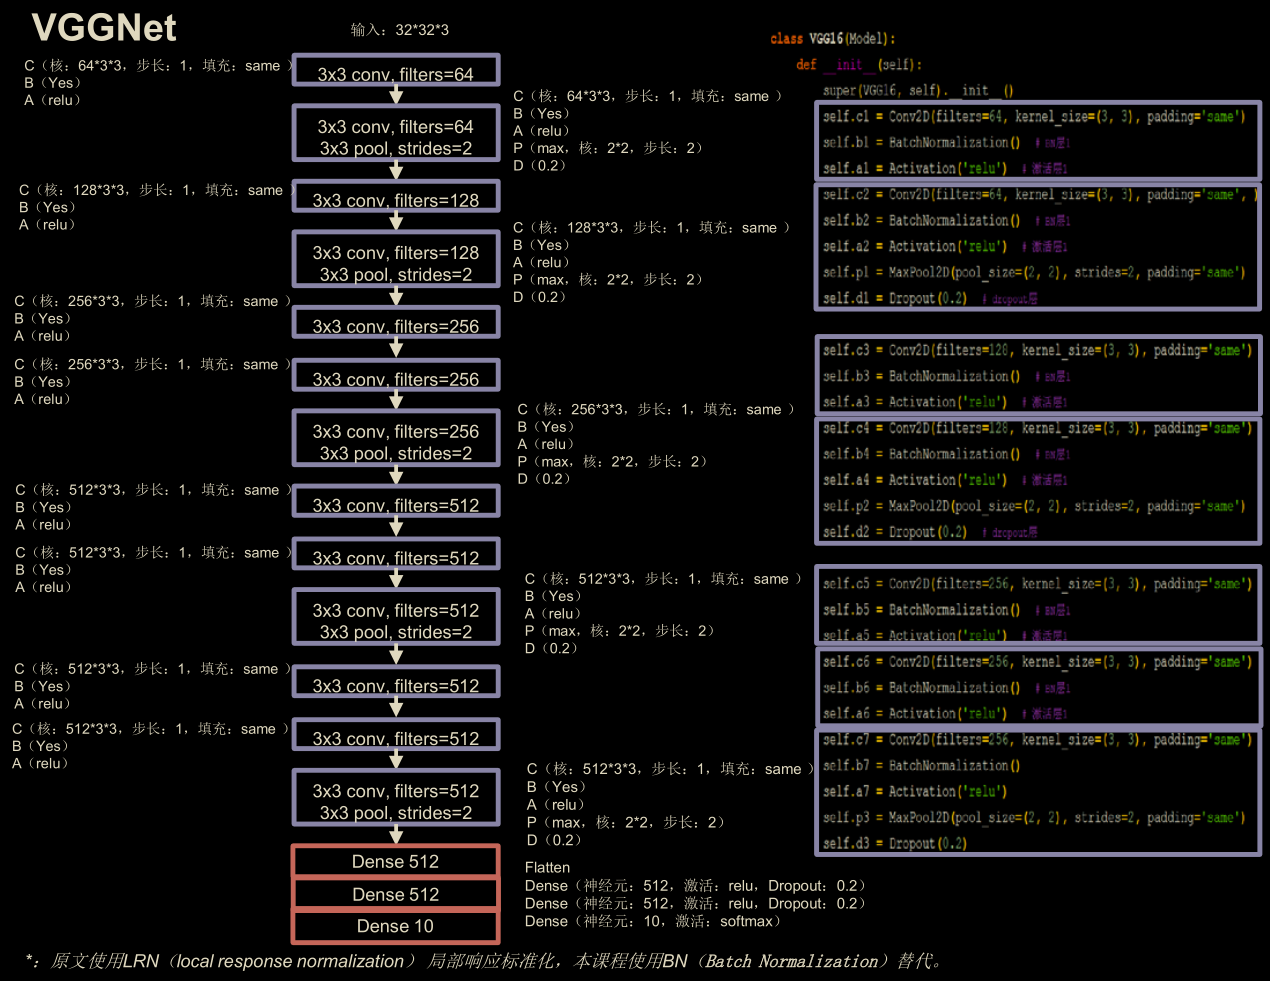 VGGNet
输入：32*32*3
C（核：64*3*3，步长：1，填充：same ）
B（Yes）
A（relu）
3x3 conv, filters=64
3x3 conv, filters=64
3x3 pool, strides=2
C（核：64*3*3，步长：1，填充：same ）
B（Yes）
A（relu）
P（max，核：2*2，步长：2）
D（0.2）
C（核：128*3*3，步长：1，填充：same ）
B（Yes）
A（relu）
3x3 conv, filters=128
3x3 conv, filters=128
3x3 pool, strides=2
C（核：128*3*3，步长：1，填充：same ）
B（Yes）
A（relu）
P（max，核：2*2，步长：2）
D（0.2）
C（核：256*3*3，步长：1，填充：same ）
B（Yes）
A（relu）
3x3 conv, filters=256
C（核：256*3*3，步长：1，填充：same ）
B（Yes）
A（relu）
3x3 conv, filters=256
3x3 conv, filters=256
3x3 pool, strides=2
C（核：256*3*3，步长：1，填充：same ）
B（Yes）
A（relu）
P（max，核：2*2，步长：2）
D（0.2）
C（核：512*3*3，步长：1，填充：same ）
B（Yes）
A（relu）
3x3 conv, filters=512
C（核：512*3*3，步长：1，填充：same ）
B（Yes）
A（relu）
3x3 conv, filters=512
3x3 conv, filters=512
3x3 pool, strides=2
C（核：512*3*3，步长：1，填充：same ）
B（Yes）
A（relu）
P（max，核：2*2，步长：2）
D（0.2）
C（核：512*3*3，步长：1，填充：same ）
B（Yes）
A（relu）
3x3 conv, filters=512
C（核：512*3*3，步长：1，填充：same ）
B（Yes）
A（relu）
3x3 conv, filters=512
3x3 conv, filters=512
3x3 pool, strides=2
C（核：512*3*3，步长：1，填充：same ）
B（Yes）
A（relu）
P（max，核：2*2，步长：2）
D（0.2）
Dense 512
Dense 512
Dense 10
Flatten
Dense（神经元：512，激活：relu，Dropout：0.2）
Dense（神经元：512，激活：relu，Dropout：0.2）
Dense（神经元：10，激活：softmax）
class VGG16(Model):
def __init__(self):
super(VGG16, self).__init__()
self.c1 = Conv2D(filters=64, kernel_size=(3, 3), padding='same')
self.b1 = BatchNormalization() # BN层1
self.a1 = Activation('relu') # 激活层1
self.c2 = Conv2D(filters=64, kernel_size=(3, 3), padding='same', )
self.b2 = BatchNormalization() # BN层1
self.a2 = Activation('relu') # 激活层1
self.p1 = MaxPool2D(pool_size=(2, 2), strides=2, padding='same')
self.d1 = Dropout(0.2) # dropout层
self.c3 = Conv2D(filters=128, kernel_size=(3, 3), padding='same')
self.b3 = BatchNormalization() # BN层1
self.a3 = Activation('relu') # 激活层1
self.c4 = Conv2D(filters=128, kernel_size=(3, 3), padding='same')
self.b4 = BatchNormalization() # BN层1
self.a4 = Activation('relu') # 激活层1
self.p2 = MaxPool2D(pool_size=(2, 2), strides=2, padding='same')
self.d2 = Dropout(0.2) # dropout层
self.c5 = Conv2D(filters=256, kernel_size=(3, 3), padding='same')
self.b5 = BatchNormalization() # BN层1
self.a5 = Activation('relu') # 激活层1
self.c6 = Conv2D(filters=256, kernel_size=(3, 3), padding='same')
self.b6 = BatchNormalization() # BN层1
self.a6 = Activation('relu') # 激活层1
self.c7 = Conv2D(filters=256, kernel_size=(3, 3), padding='same')
self.b7 = BatchNormalization()
self.a7 = Activation('relu')
self.p3 = MaxPool2D(pool_size=(2, 2), strides=2, padding='same')
self.d3 = Dropout(0.2)
*：原文使用LRN（local response normalization） 局部响应标准化，本课程使用BN（Batch Normalization）替代。